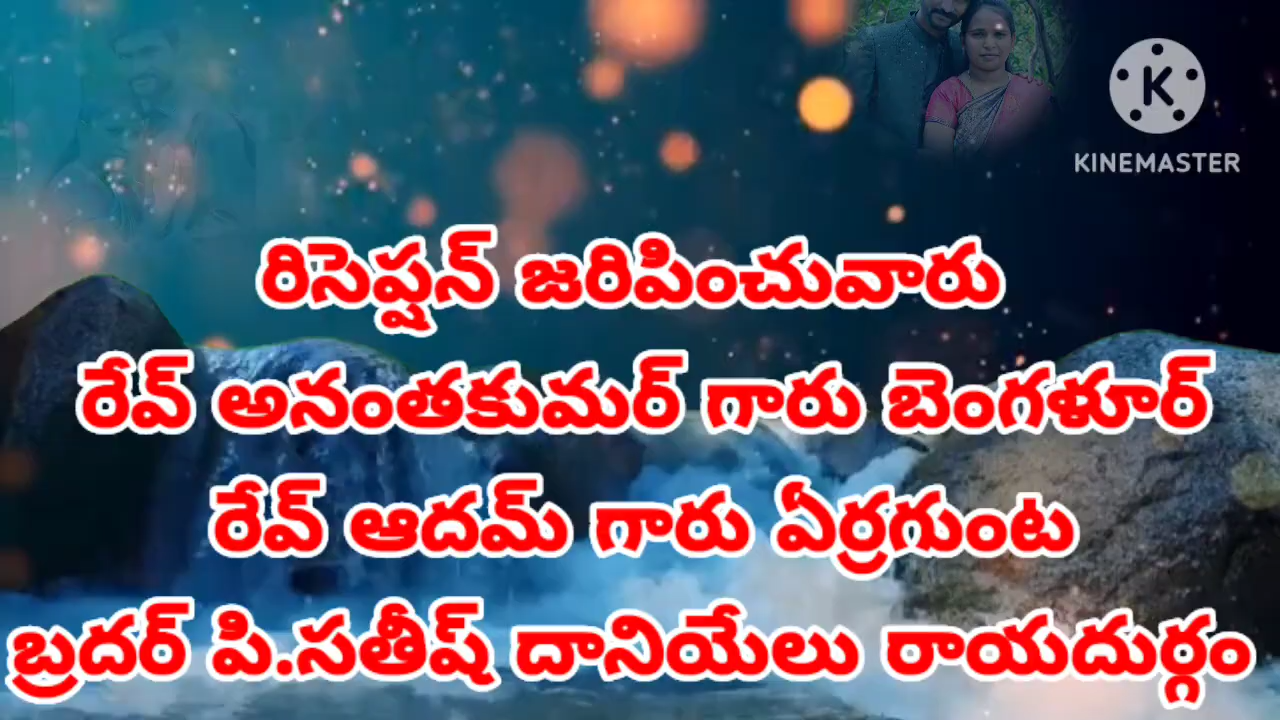 KINEMASTER
రిసెప్షన్ జరిపించువారు
రేవ్ అనంతకుమర్ గారు బెంగళూర్
రేవ్ ఆదమ్ గారు ఏర్రగుంట
బ్రదర్ పి.సతీష్ దానియేలు రాయదుర్గం